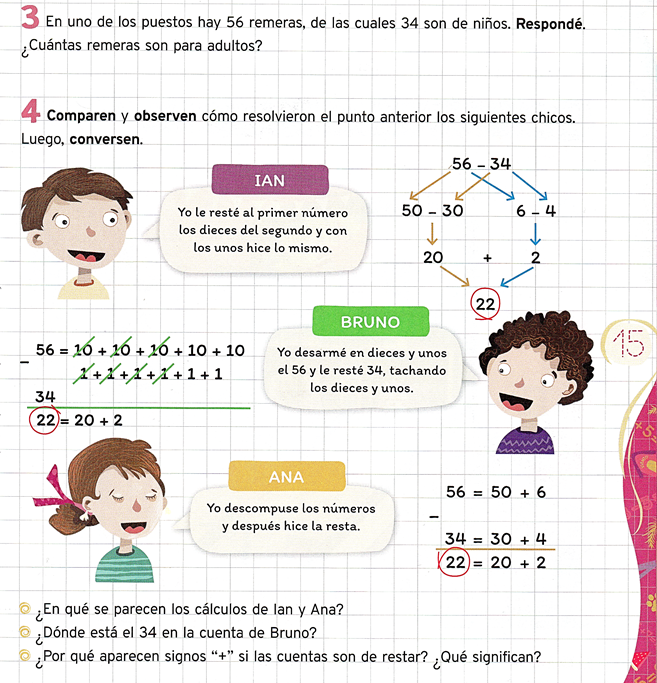 3 En uno de los puestos hay 56 remeras, de las cuales 34 son de niños. Respondé.
¿Cuántas remeras son para adultos?
4 Comparen y observen cómo resolvieron el punto anterior los siguientes chicos.
Luego, conversen.
IAN
Yo le resté al primer número
los dieces del segundo y con
los unos hice lo mismo.
56 - 34
50 - 30 6 - 4
20 + 2
22
BRUNO
Yo desarmé en dieces y unos
el 56 y le resté 34, tachando
los dieces y unos.
56 = 10 + 10 + 10 + 10 + 10
1 + 1 + 1 + 1 + 1 + 1
-
34
22 = 20 + 2
15
ANA
Yo descompuse los números
y después hice la resta.
56 = 50 + 6
-
34 = 30 + 4
22 = 20 + 2
¿En qué se parecen los cálculos de Ian y Ana?
¿Dónde está el 34 en la cuenta de Bruno?
¿Por qué aparecen signos “+” si las cuentas son de restar? ¿Qué significan?